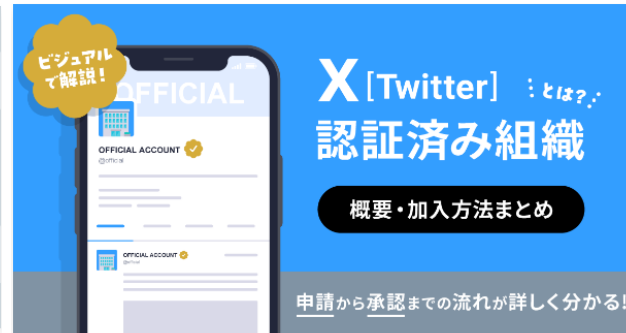 ビジュアル
で解説!
OFFICIAL
OFFICIAL ACCOUNT
@official
OFFICIAL ACCOUNT
@official
X [Twitter] とは?
認証済み組織
概要・加入方法まとめ
申請から承認までの流れが詳しく分かる!